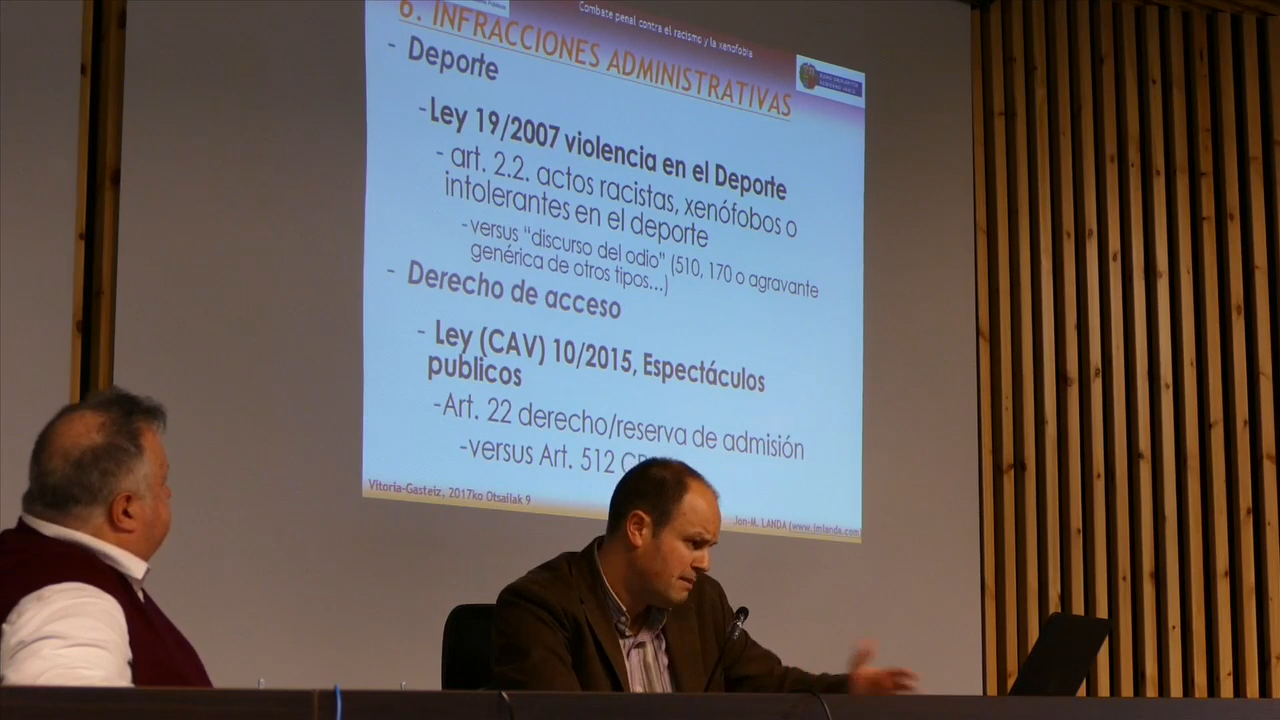 Combate penal contra el racismo y la xenofobia
6. INFRACCIONES ADMINISTRATIVAS
- Deporte
-Ley 19/2007 violencia en el Deporte
- art. 2.2. actos racistas, xenófobos o
intolerantes en el deporte
-versus "discurso del odio" (510, 170 o agravante
genérica de otros tipos...)
- Derecho de acceso
- Ley (CAV) 10/2015, Espectáculos
publicos
-Art. 22 derecho/reserva de admisión
-versus Art. 512
Vitoria-Gasteiz, 2017ko Otsailak 9
Jon-M. LANDA (www.jmlanda.com